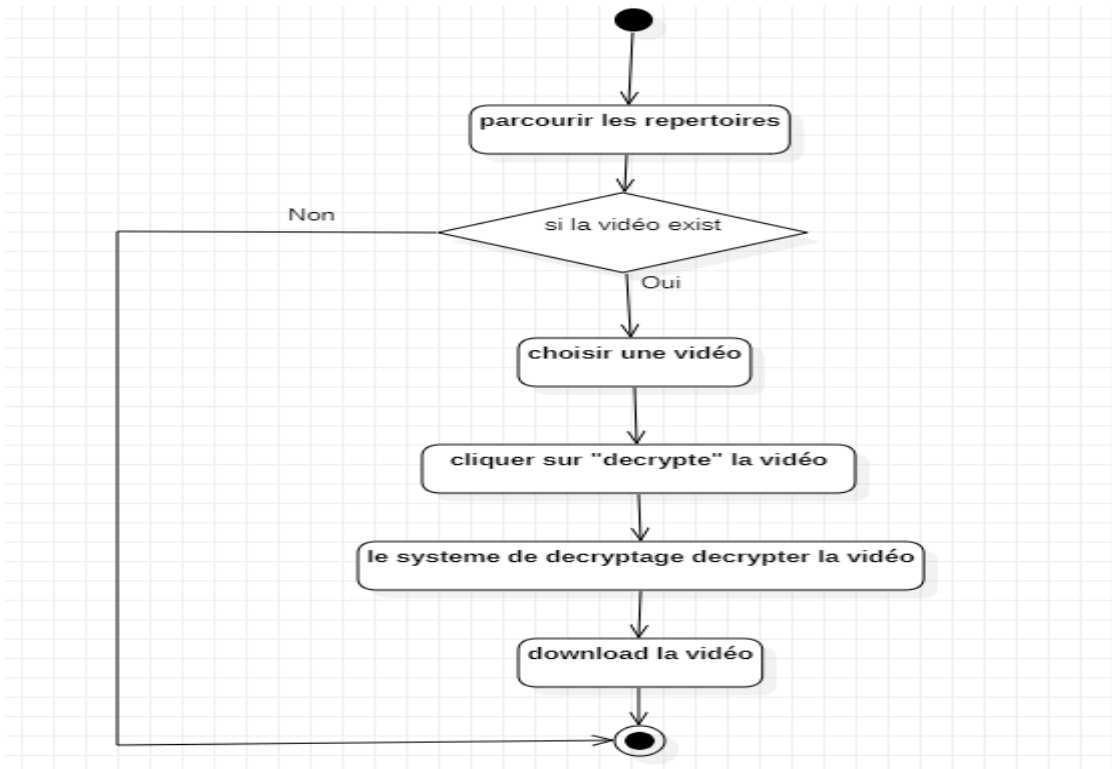 parcourir les repertoires
si la vidéo exist
Non
Oui
choisir une vidéo
cliquer sur "decrypte" la vidéo
le systeme de decryptage decrypter la vidéo
download la vidéo